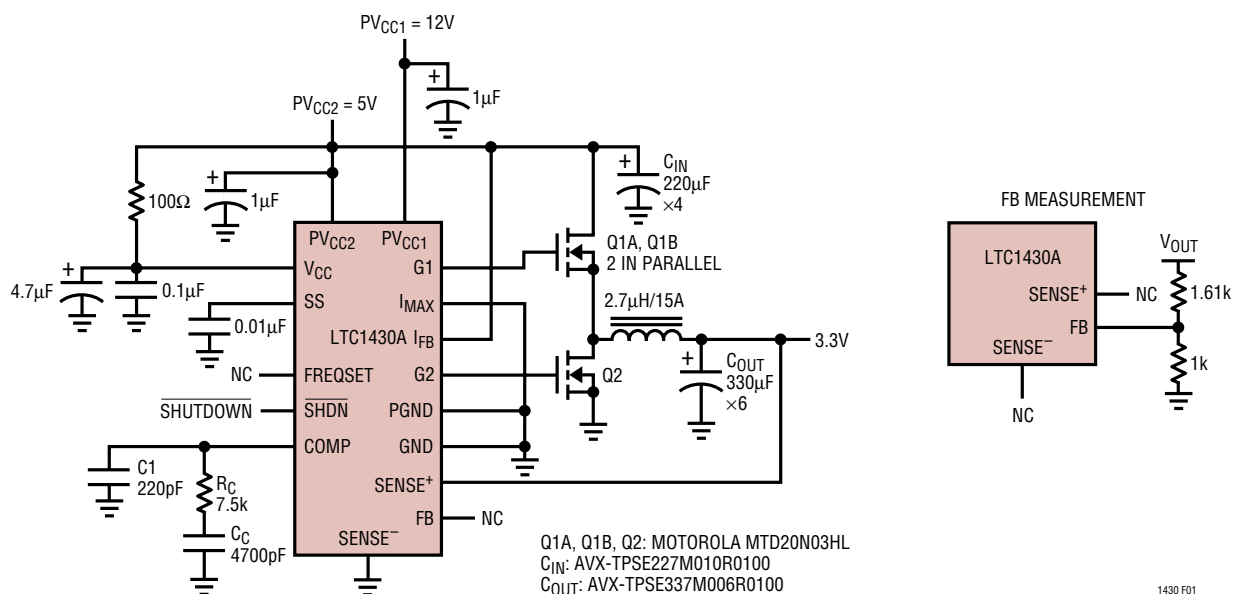 PVCC1 = 12V
+
1µF
PVCC2 = 5V
100Ω
+
1µF
+
CIN
220µF
×4
PVCC2
PVCC1
Q1A, Q1B
2 IN PARALLEL
+
4.7µF
0.1µF
VCC
G1
SS
IMAX
2.7µH/15A
0.01µF
LTC1430A
IFB
3.3V
NC
FREQSET
G2
Q2
+
COUT
330µF
×6
SHUTDOWN
SHDN
PGND
COMP
GND
C1
220pF
RC
7.5k
SENSE+
CC
4700pF
FB
NC
SENSE−
Q1A, Q1B, Q2: MOTOROLA MTD20N03HL
CIN: AVX-TPSE227M010R0100
COUT: AVX-TPSE337M006R0100
FB MEASUREMENT
LTC1430A
VOUT
SENSE+
NC
1.61k
FB
SENSE−
1k
NC
1430 F01